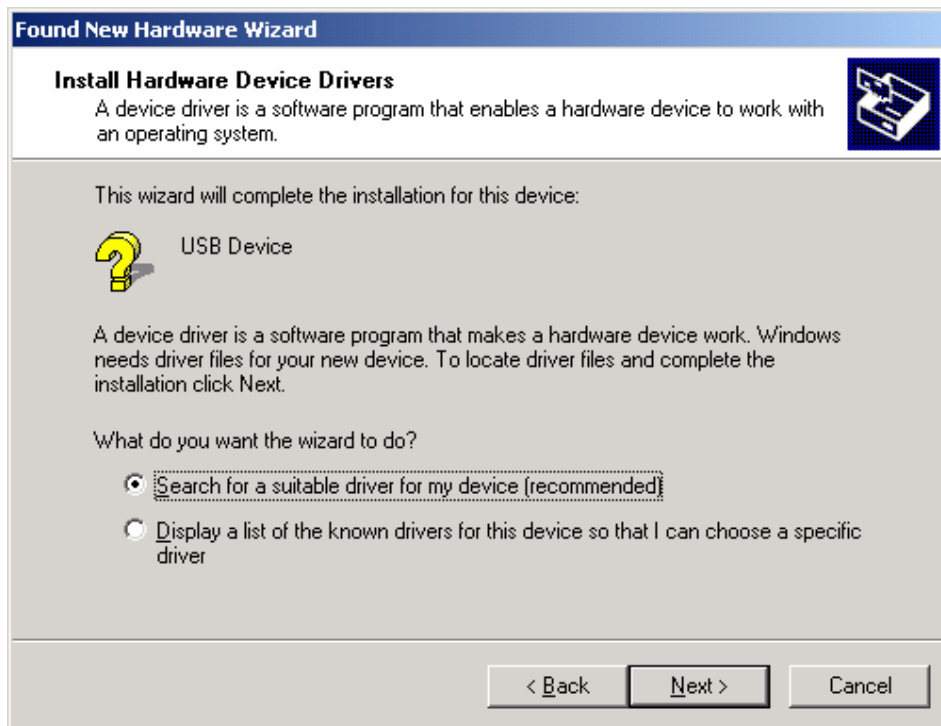 Found New Hardware Wizard
Install Hardware Device Drivers
A device driver is a software program that enables a hardware device to work with
an operating system.
This wizard will complete the installation for this device:
USB Device
A device driver is a software program that makes a hardware device work. Windows
needs driver files for your new device. To locate driver files and complete the
installation click Next.
What do you want the wizard to do?
Search for a suitable driver for my device (recommended)
Display a list of the known drivers for this device so that I can choose a specific
driver
< Back Next > Cancel